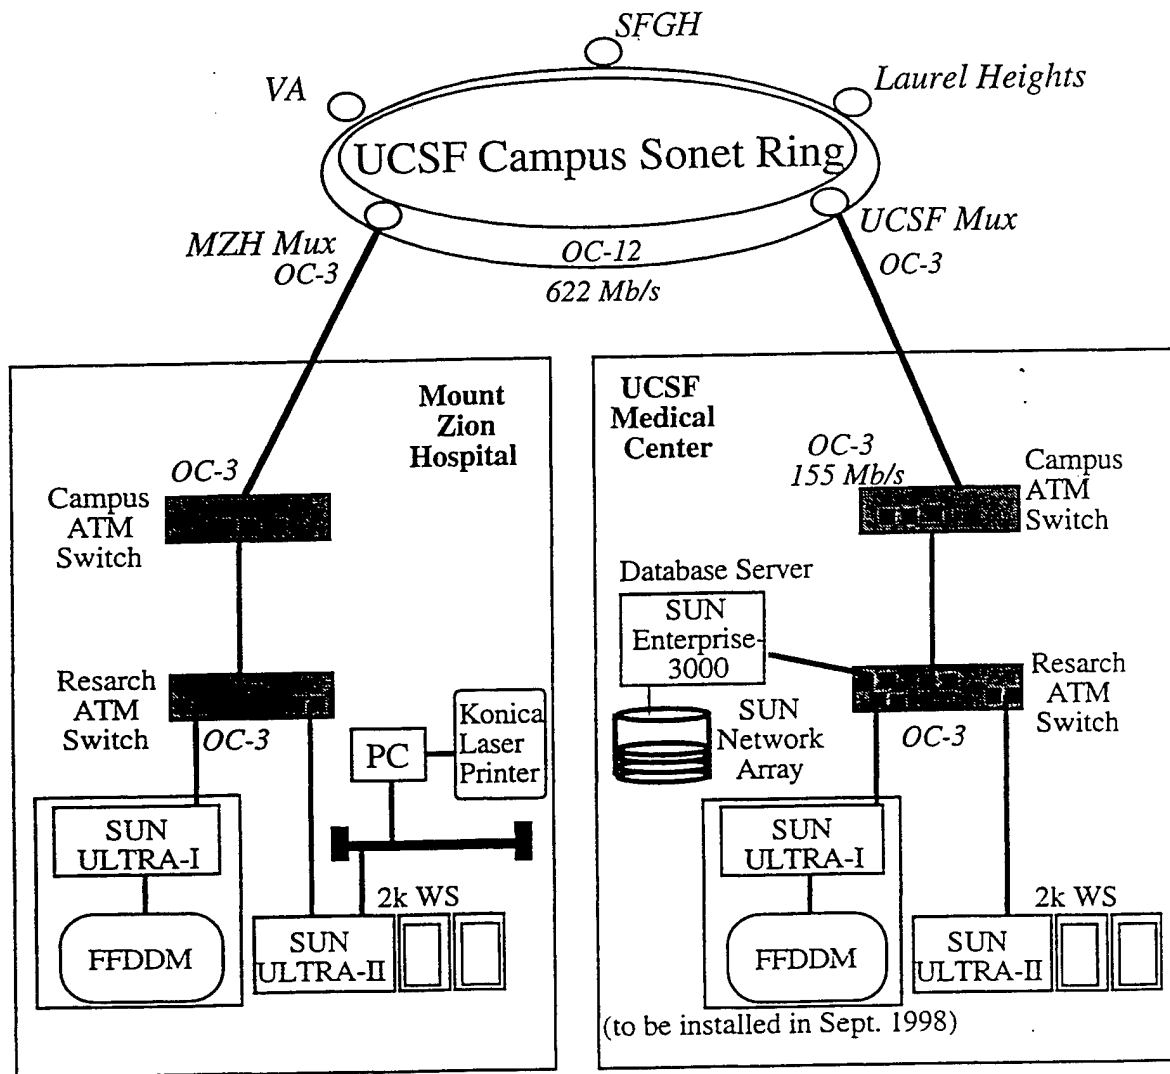 SFGH
VA
Laurel Heights
UCSF Campus Sonet Ring
MZH Mux
OC-3
OC-12
622 Mb/s
UCSF Mux
OC-3
Mount
Zion
Hospital
OC-3
Campus
ATM
Switch
Resarch
ATM
Switch
OC-3
PC
Konica
Laser
Printer
SUN
ULTRA-I
FFDDM
2k WS
SUN
ULTRA-II
UCSF
Medical
Center
OC-3
155 Mb/s
Campus
ATM
Switch
Database Server
SUN
Enterprise-
3000
SUN
Network
Array
Resarch
ATM
Switch
OC-3
SUN
ULTRA-I
FFDDM
2k WS
SUN
ULTRA-II
(to be installed in Sept. 1998)